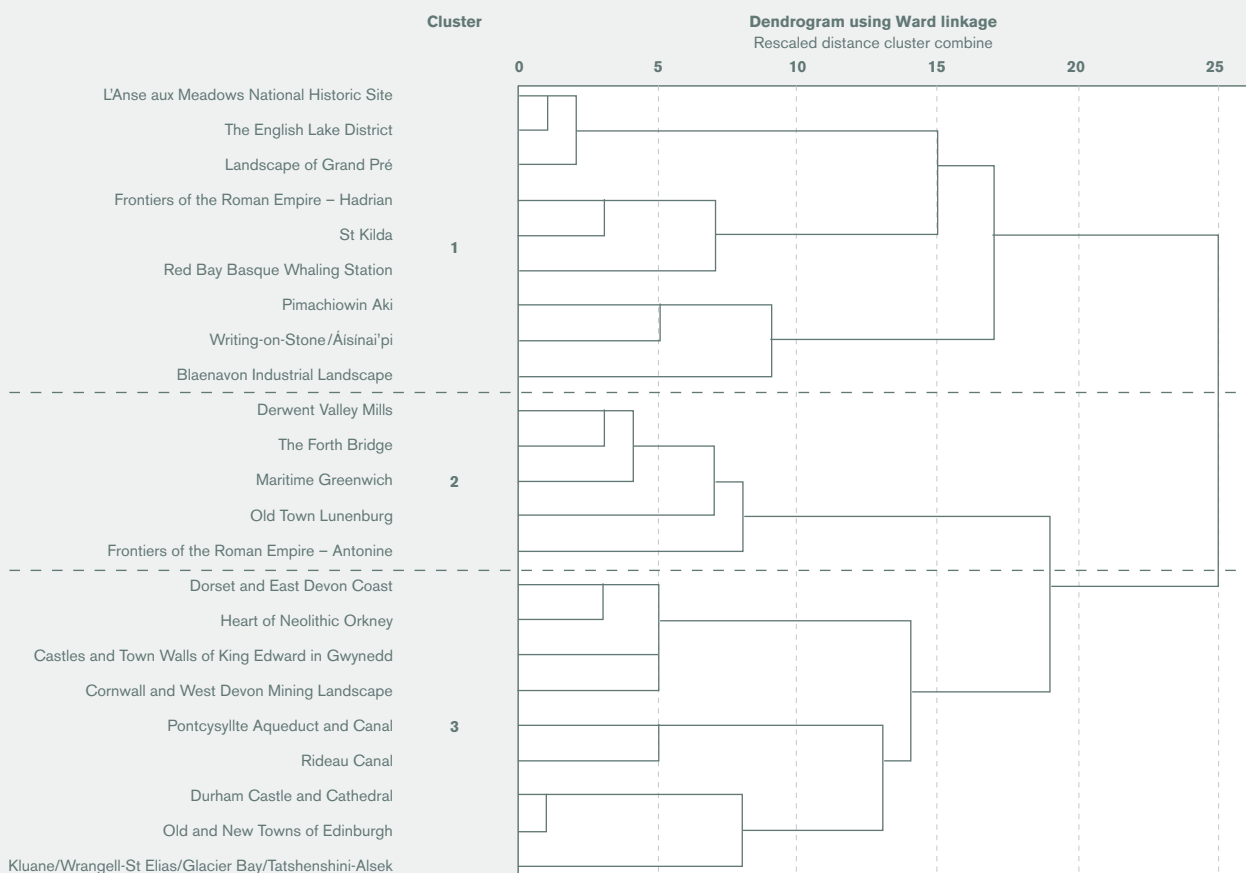 Cluster
Dendrogram using Ward linkage
Rescaled distance cluster combine
0 5 10 15 20 25
L'Anse aux Meadows National Historic Site
The English Lake District
Landscape of Grand Pré
Frontiers of the Roman Empire – Hadrian
St Kilda
1
Red Bay Basque Whaling Station
Pimachiowin Aki
Writing-on-Stone/Áísínai'pi
Blaenavon Industrial Landscape
Derwent Valley Mills
The Forth Bridge
Maritime Greenwich
2
Old Town Lunenburg
Frontiers of the Roman Empire – Antonine
Dorset and East Devon Coast
Heart of Neolithic Orkney
Castles and Town Walls of King Edward in Gwynedd
Cornwall and West Devon Mining Landscape
Pontcysyllte Aqueduct and Canal
3
Rideau Canal
Durham Castle and Cathedral
Old and New Towns of Edinburgh
Kluane/Wrangell-St Elias/Glacier Bay/Tatshenshini-Alsek